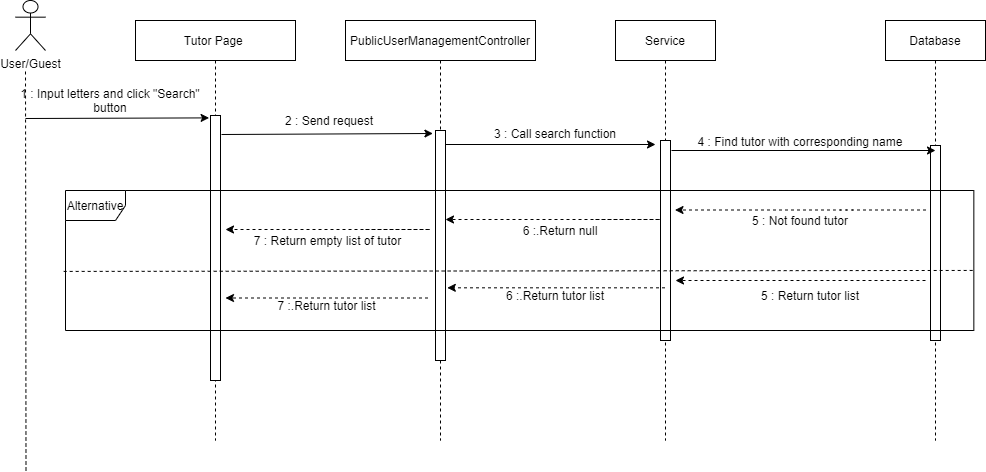 User/Guest
Tutor Page
PublicUserManagementController
Service
Database
1 : Input letters and click "Search"
button
2 : Send request
3 : Call search function
4 : Find tutor with corresponding name
Alternative
5 : Not found tutor
6 :.Return null
7 : Return empty list of tutor
5 : Return tutor list
6 :.Return tutor list
7 :.Return tutor list